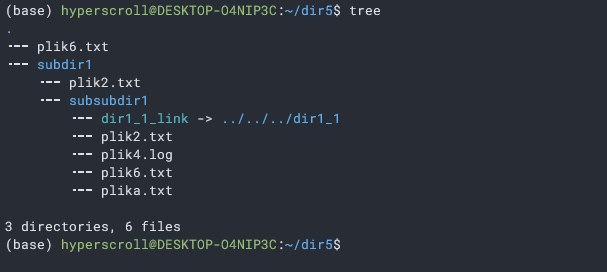 (base) hyperscroll@DESKTOP-O4NIP3C:~/dir5$ tree
.
--- plik6.txt
--- subdir1
    --- plik2.txt
    --- subsubdir1
        --- dir1_1_link -> ../../../dir1_1
        --- plik2.txt
        --- plik4.log
        --- plik6.txt
        --- plika.txt
3 directories, 6 files
(base) hyperscroll@DESKTOP-O4NIP3C:~/dir5$